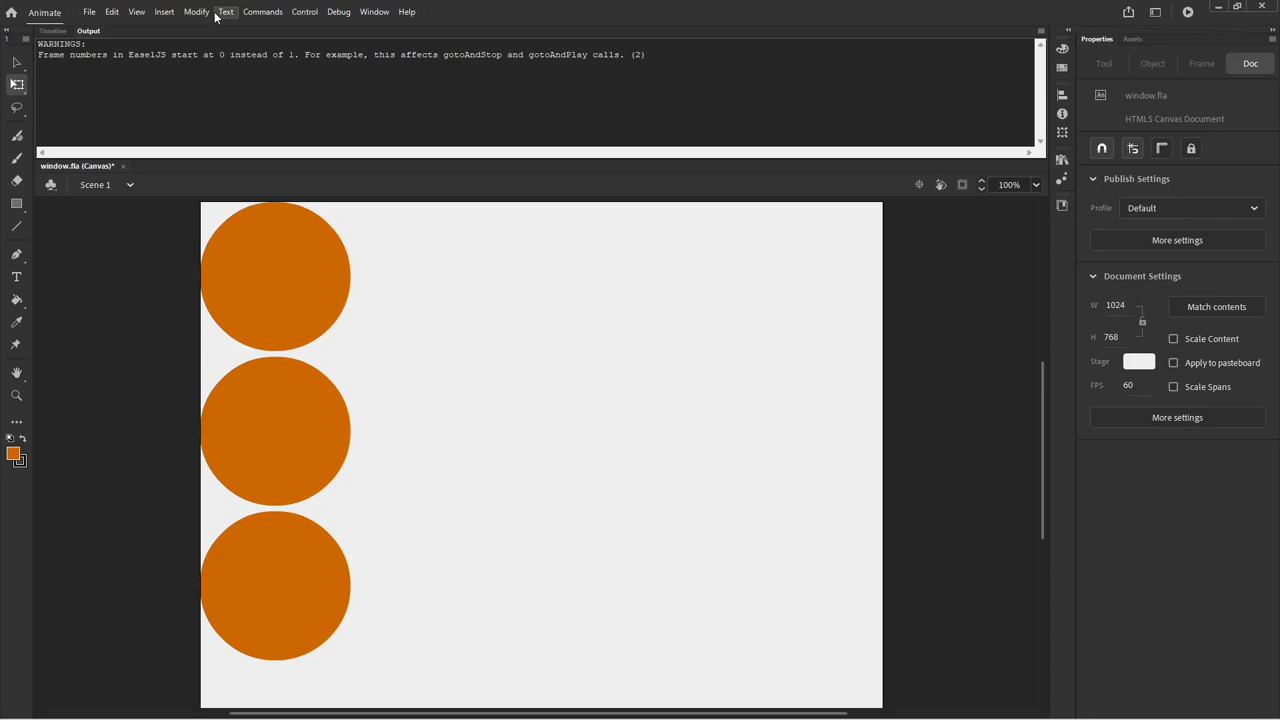 Animate File Edit View Insert Modify Text Commands Control Debug Window Help
Timeline Output
Properties Assets
1
WARNINGS:
Frame numbers in EaselJS start at 0 instead of 1. For example, this affects gotoAndStop and gotoAndPlay calls. (2)
Tool Object Frame Doc
An window.fla
HTML5 Canvas Document
window.fla (Canvas)* ×
Scene 1 100%
Publish Settings
Profile Default
More settings
Document Settings
W 1024 Match contents
H 768 Scale Content
Stage Apply to pasteboard
FPS 60 Scale Spans
More settings
T